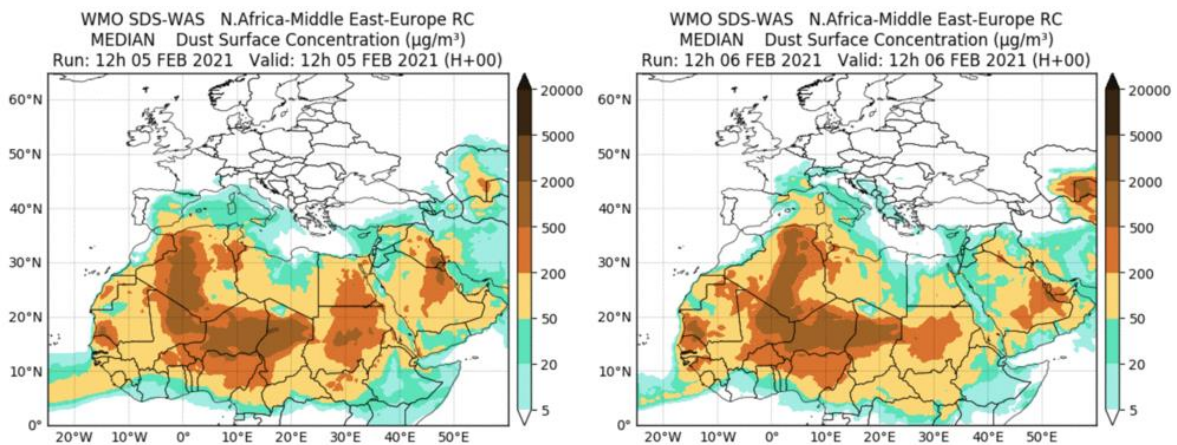 WMO SDS-WAS N.Africa-Middle East-Europe RC
MEDIAN Dust Surface Concentration (µg/m³)
Run: 12h 05 FEB 2021 Valid: 12h 05 FEB 2021 (H+00)
60°N
50°N
40°N
30°N
20°N
10°N
0°
20°W 10°W 0° 10°E 20°E 30°E 40°E 50°E
20000
5000
2000
500
200
50
20
5
WMO SDS-WAS N.Africa-Middle East-Europe RC
MEDIAN Dust Surface Concentration (µg/m³)
Run: 12h 06 FEB 2021 Valid: 12h 06 FEB 2021 (H+00)
60°N
50°N
40°N
30°N
20°N
10°N
0°
20°W 10°W 0° 10°E 20°E 30°E 40°E 50°E
20000
5000
2000
500
200
50
20
5